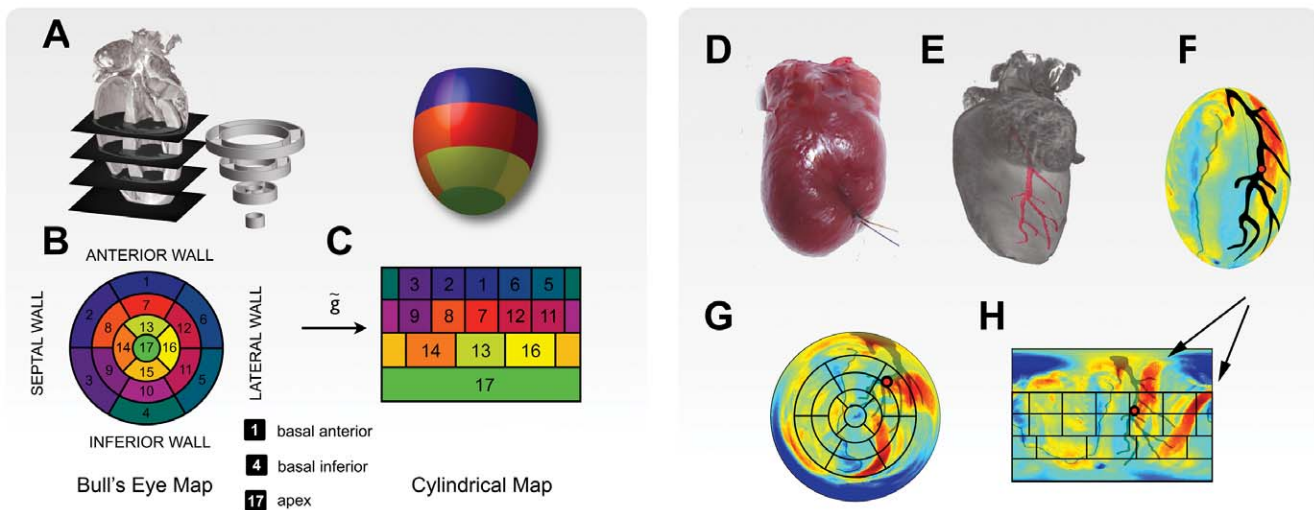 A
B
ANTERIOR WALL
SEPTAL WALL
1
2
7
6
8
13
12
14
17
16
9
15
11
3
10
5
4
LATERAL WALL
INFERIOR WALL
Bull's Eye Map
1 basal anterior
4 basal inferior
17 apex
g̃
C
3 2 1 6 5
9 8 7 12 11
14 13 16
17
Cylindrical Map
D
E
F
G
H